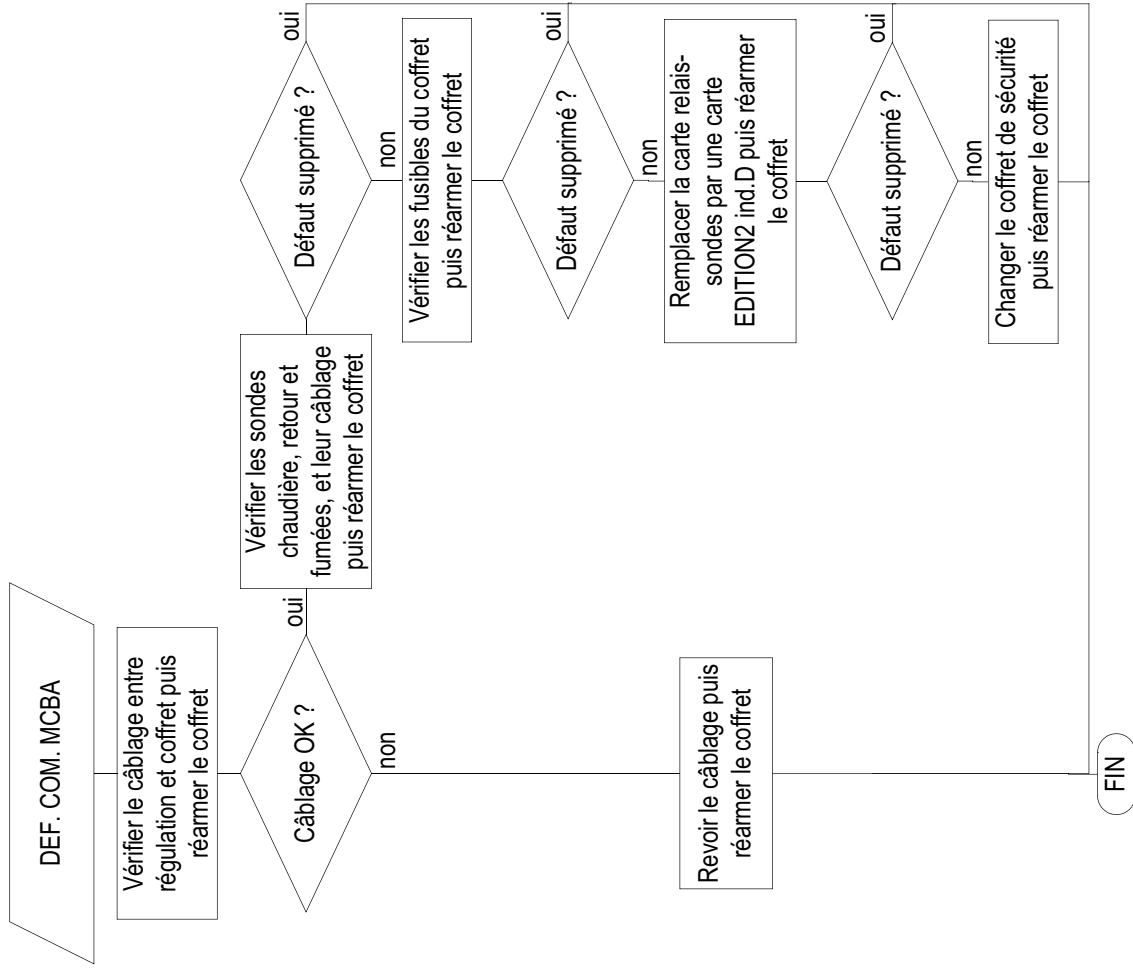 DEF. COM. MCBA
Vérifier le câblage entre
régulation et coffret puis
réarmer le coffret
Câblage OK ?
oui
non
Vérifier les sondes
chaudière, retour et
fumées, et leur câblage
puis réarmer le coffret
Défaut supprimé ?
oui
non
Vérifier les fusibles du coffret
puis réarmer le coffret
Défaut supprimé ?
oui
non
Remplacer la carte relais-
sondes par une carte
EDITION2 ind.D puis réarmer
le coffret
Défaut supprimé ?
oui
non
Changer le coffret de sécurité
puis réarmer le coffret
Revoir le câblage puis
réarmer le coffret
FIN